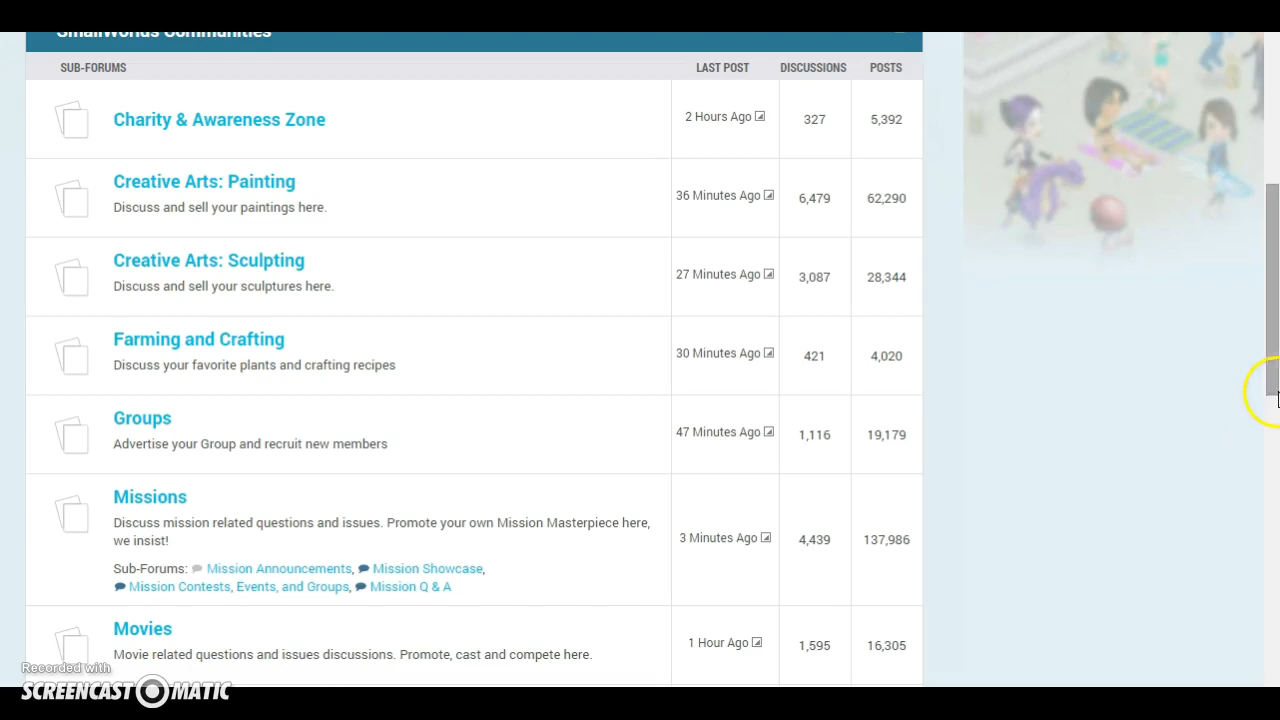 SmallWorlds Communities
SUB-FORUMS LAST POST DISCUSSIONS POSTS
Charity & Awareness Zone 2 Hours Ago 327 5,392
Creative Arts: Painting
Discuss and sell your paintings here. 36 Minutes Ago 6,479 62,290
Creative Arts: Sculpting
Discuss and sell your sculptures here. 27 Minutes Ago 3,087 28,344
Farming and Crafting
Discuss your favorite plants and crafting recipes 30 Minutes Ago 421 4,020
Groups
Advertise your Group and recruit new members 47 Minutes Ago 1,116 19,179
Missions
Discuss mission related questions and issues. Promote your own Mission Masterpiece here,
we insist! 3 Minutes Ago 4,439 137,986
Sub-Forums: Mission Announcements, Mission Showcase,
Mission Contests, Events, and Groups, Mission Q & A
Movies
Movie related questions and issues discussions. Promote, cast and compete here. 1 Hour Ago 1,595 16,305
Recorded with
SCREENCAST-O-MATIC